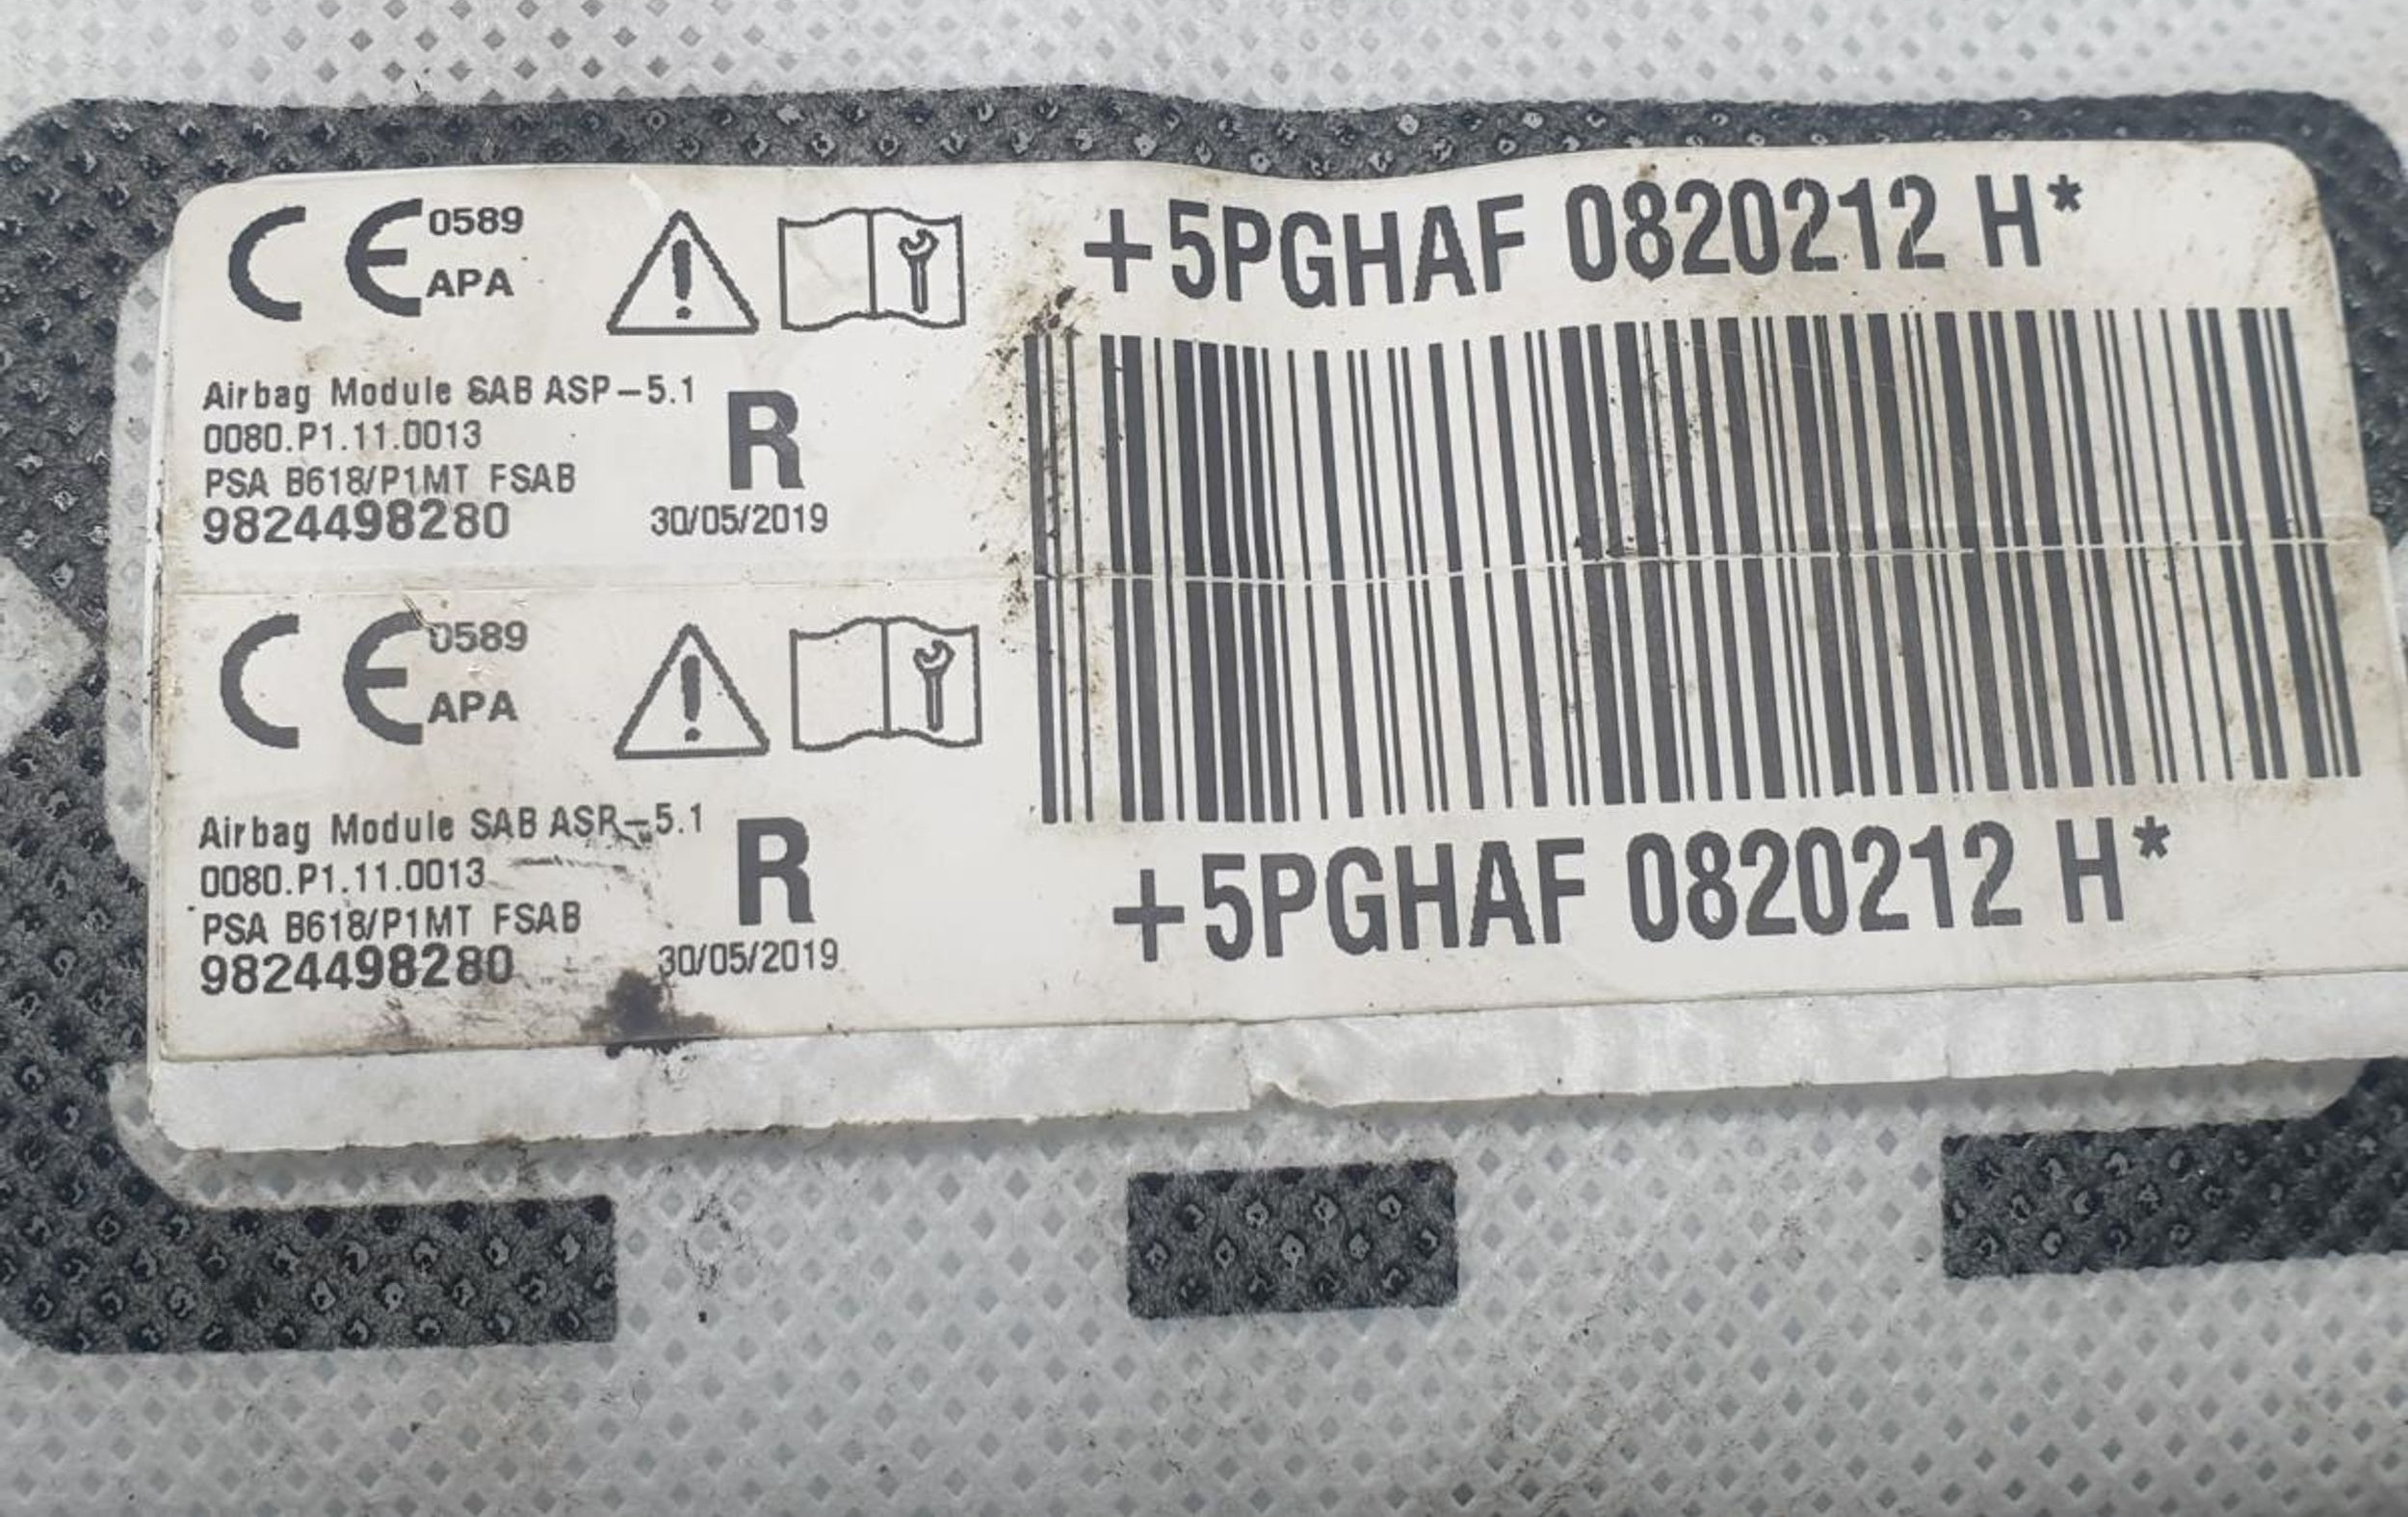 CE 0589
APA
+5PGHAF 0820212 H*
Airbag Module SAB ASP-5.1
0080.P1.11.0013
R
PSA B618/P1MT FSAB
9824498280
30/05/2019
CE 0589
APA
Airbag Module SAB ASP-5.1
0080.P1.11.0013
R
PSA B618/P1MT FSAB
9824498280
30/05/2019
+5PGHAF 0820212 H*